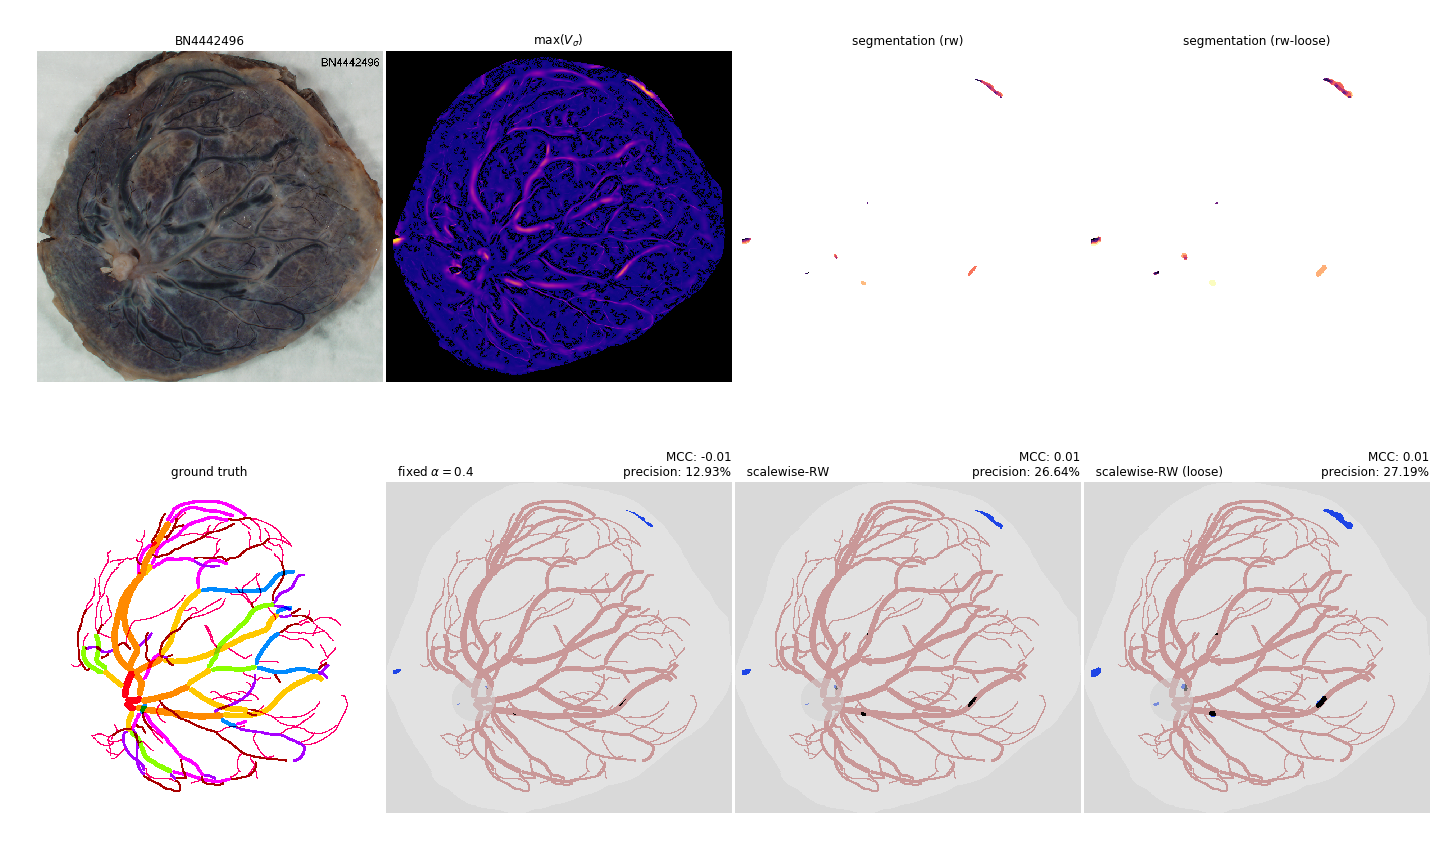 BN4442496
max(Vσ)
segmentation (rw)
segmentation (rw-loose)
BN4442496
ground truth
fixed α = 0.4
MCC: -0.01
precision: 12.93%
scalewise-RW
MCC: 0.01
precision: 26.64%
scalewise-RW (loose)
MCC: 0.01
precision: 27.19%